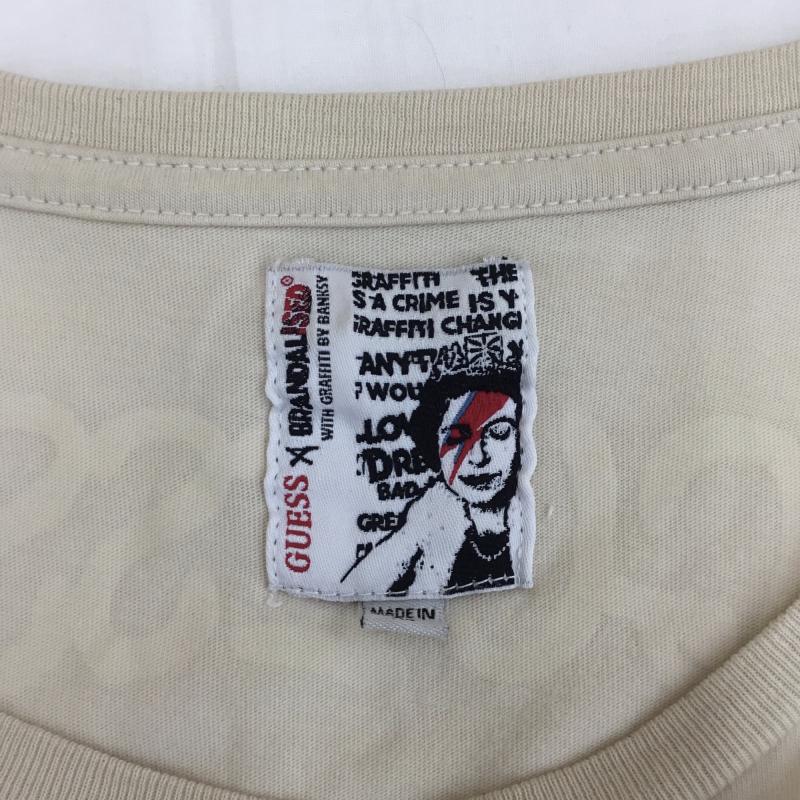 GUESS X BRANDALISED®
WITH GRAFFITI BY BANKSY
GRAFFITI THE
S A CRIME IS Y
GRAFFITI CHANG
ANYT
? WOU
LOV
DRE
BAD
GREA
MADE IN